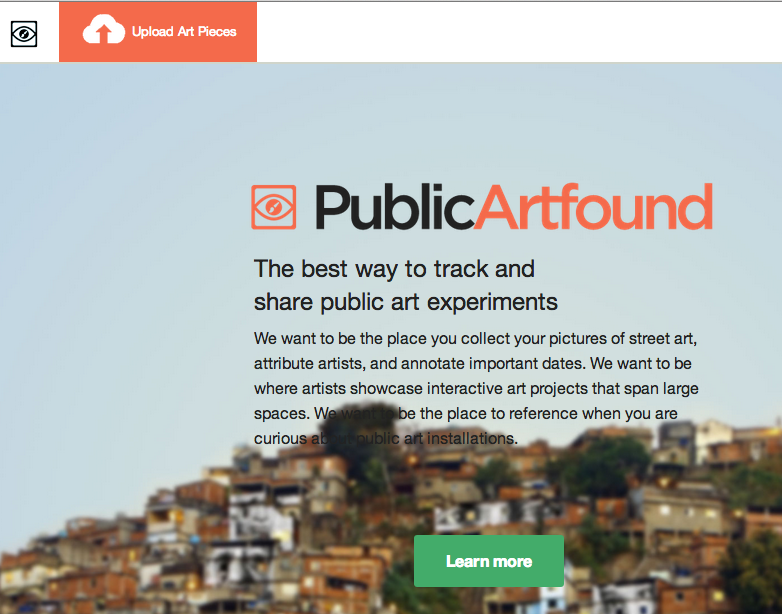 Upload Art Pieces
PublicArtfound
The best way to track and
share public art experiments
We want to be the place you collect your pictures of street art,
attribute artists, and annotate important dates. We want to be
where artists showcase interactive art projects that span large
spaces. We want to be the place to reference when you are
curious about public art installations.
Learn more